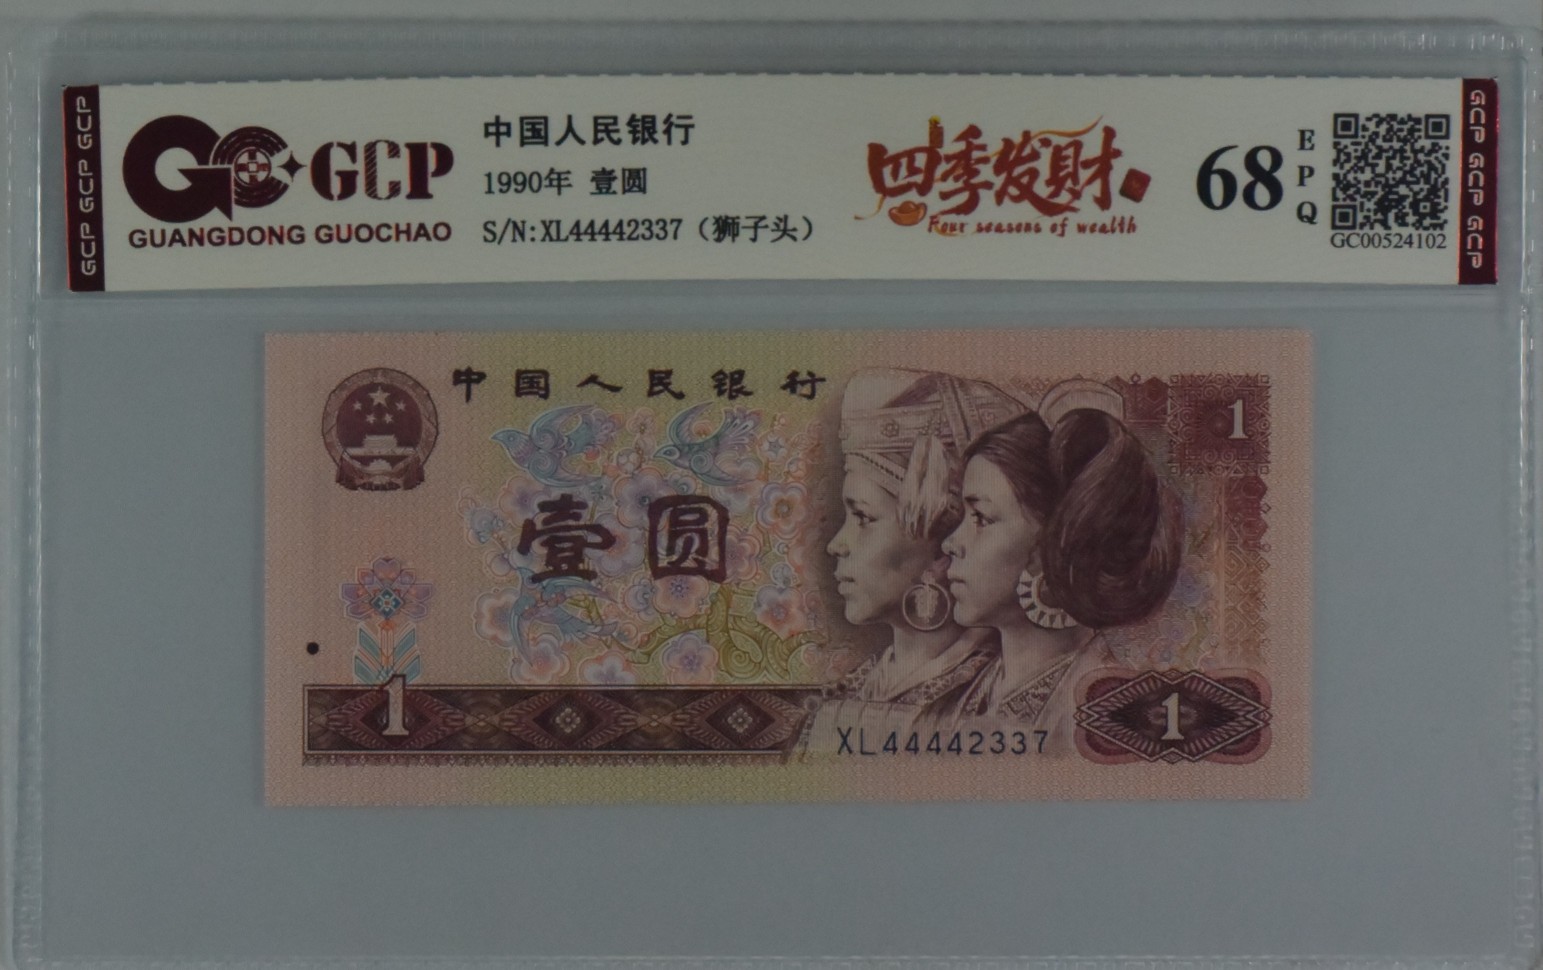 GCP GCP GCP
GCP
GUANGDONG GUOCHAO
中国人民银行
1990年 壹圆
S/N:XL44442337（狮子头）
四季发财
Four seasons of wealth
68
EPQ
GC00524102
GCP GCP GCP
中国人民银行
1
壹圆
1
XL44442337
1